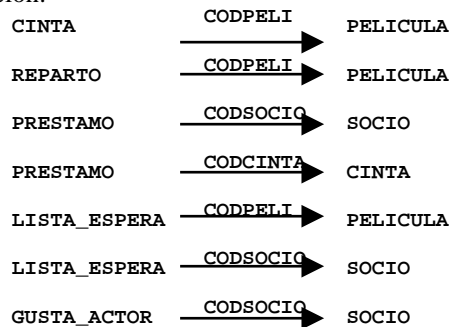 CINTA CODPELI PELICULA
REPARTO CODPELI PELICULA
PRESTAMO CODSOCIO SOCIO
PRESTAMO CODCINTA CINTA
LISTA_ESPERA CODPELI PELICULA
LISTA_ESPERA CODSOCIO SOCIO
GUSTA_ACTOR CODSOCIO SOCIO